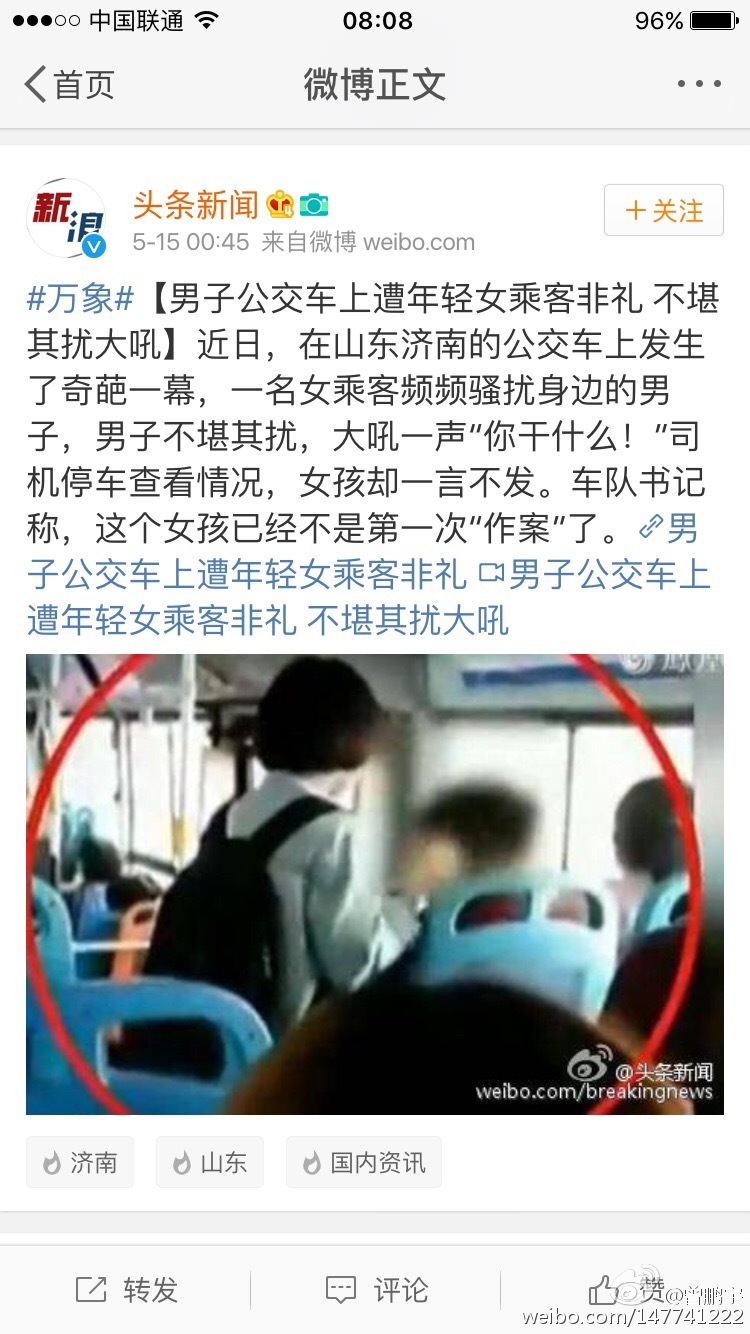 中国联通
08:08
96%
首页
微博正文
新浪
头条新闻
+关注
5-15 00:45 来自微博 weibo.com
#万象#【男子公交车上遭年轻女乘客非礼 不堪
其扰大吼】近日，在山东济南的公交车上发生
了奇葩一幕，一名女乘客频频骚扰身边的男
子，男子不堪其扰，大吼一声“你干什么！”司
机停车查看情况，女孩却一言不发。车队书记
称，这个女孩已经不是第一次“作案”了。男
子公交车上遭年轻女乘客非礼 男子公交车上
遭年轻女乘客非礼 不堪其扰大吼
@头条新闻
weibo.com/breakingnews
济南
山东
国内资讯
转发
评论
赞
weibo.com/147741222